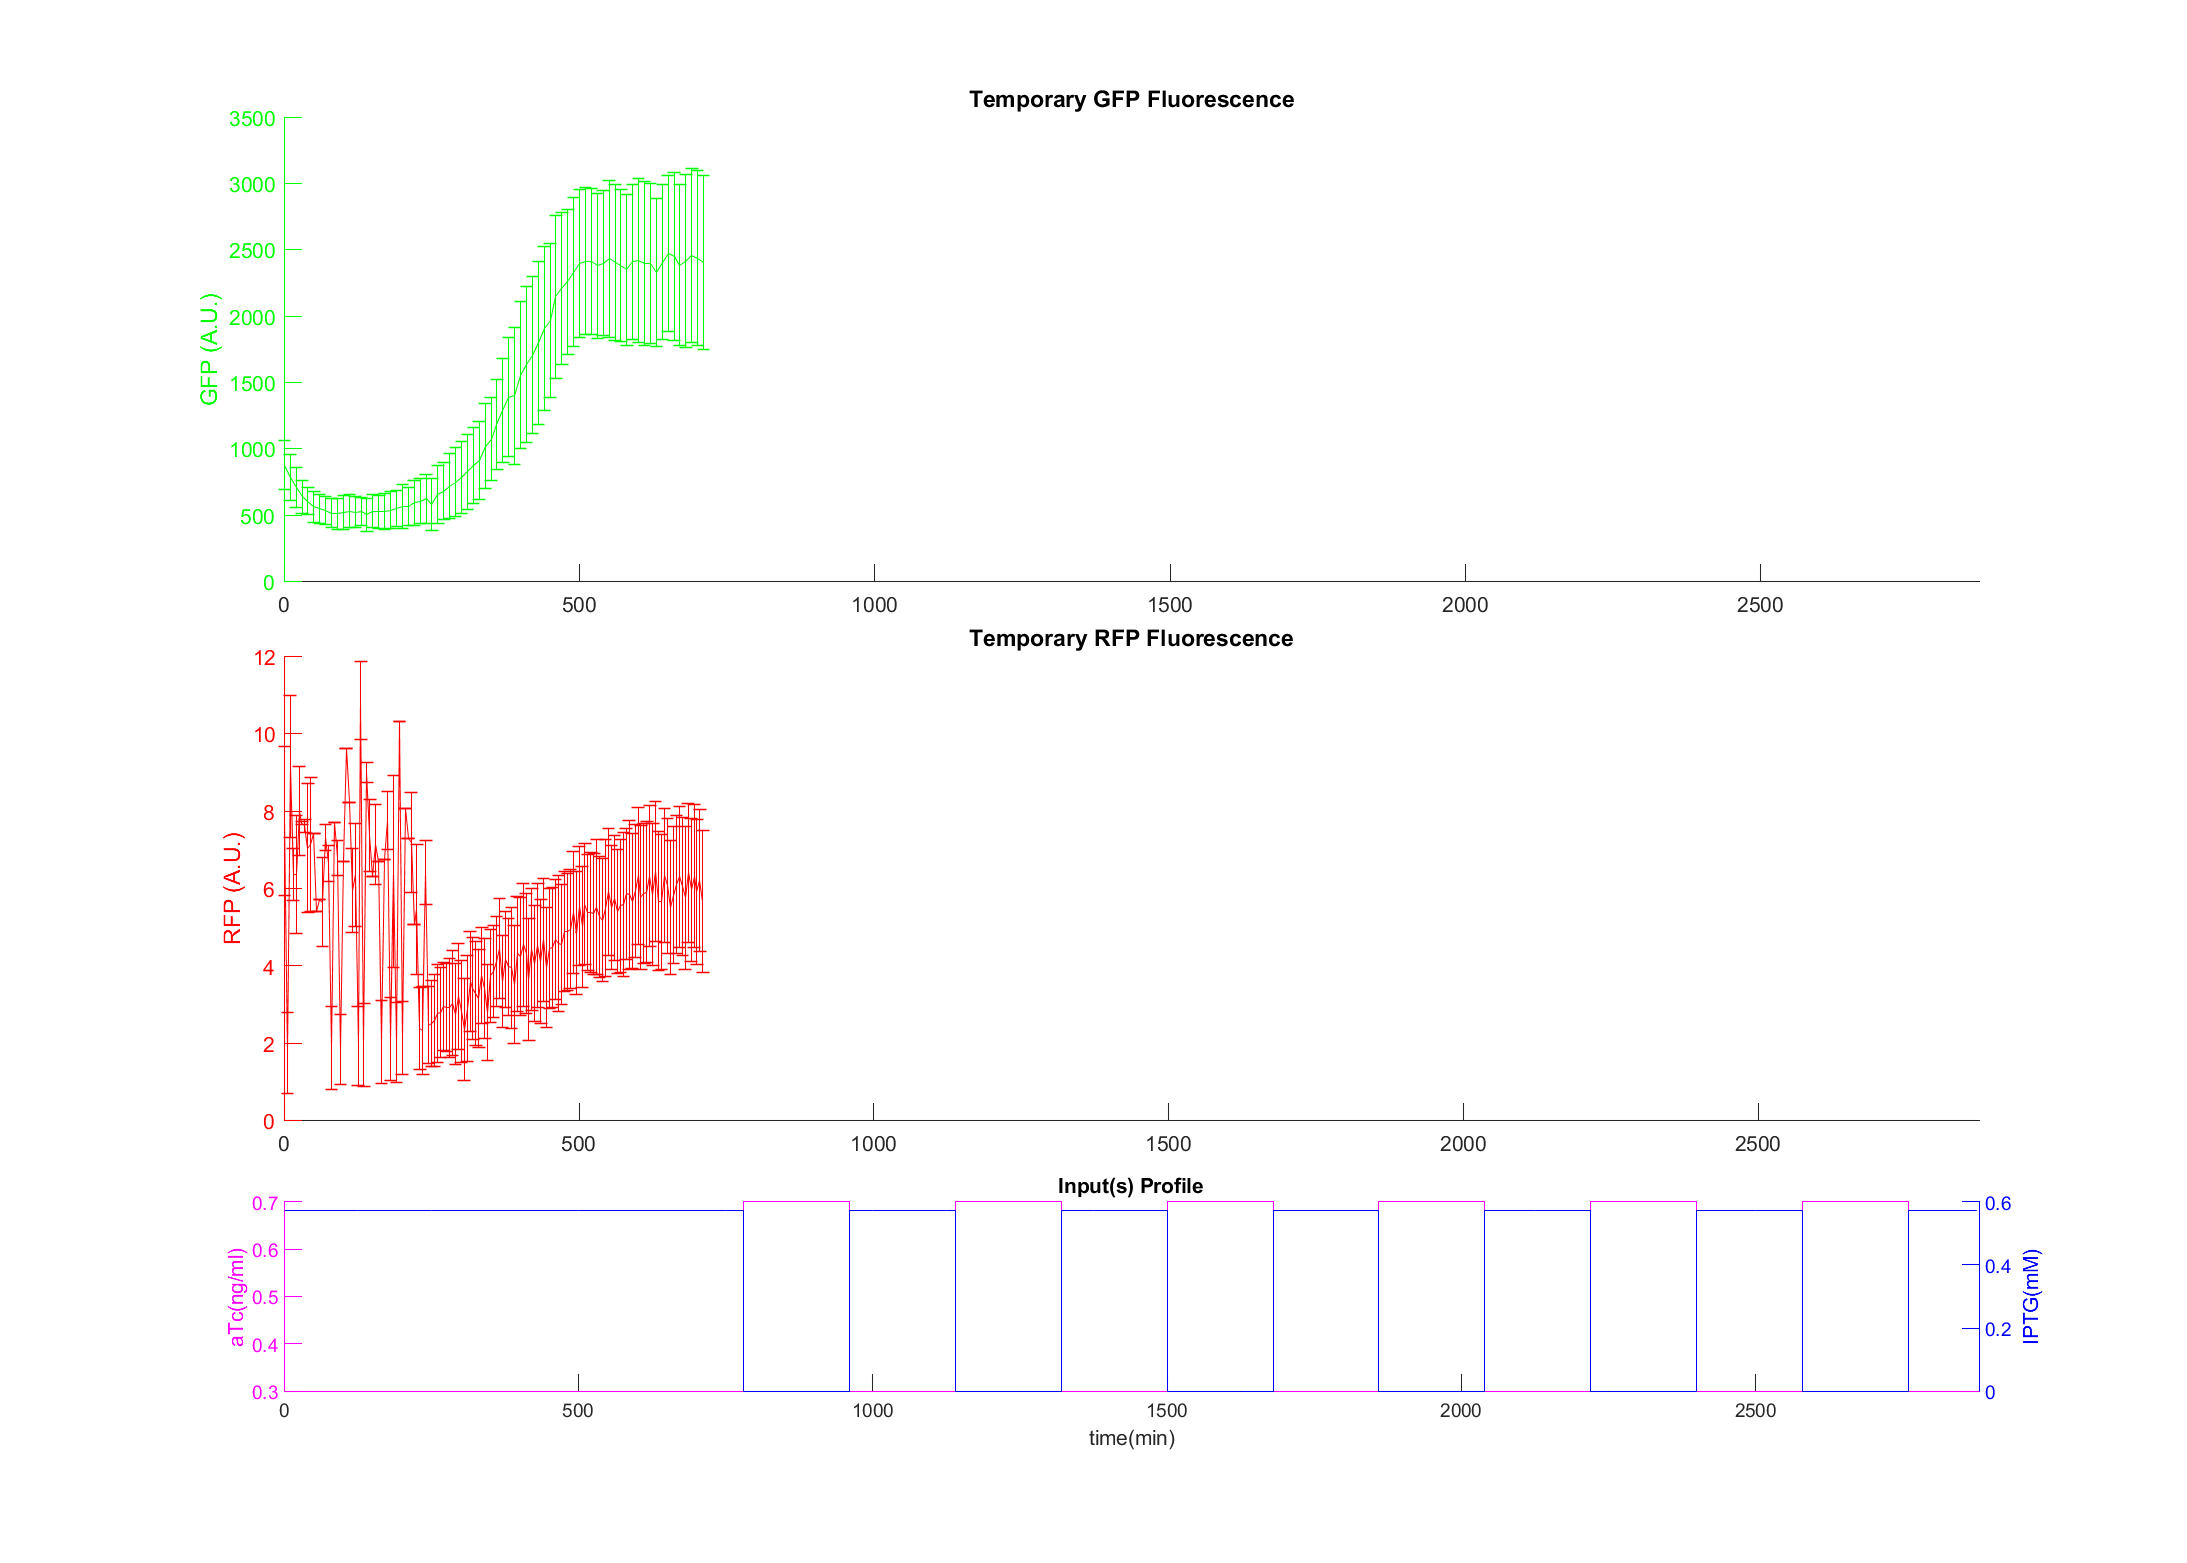 Temporary GFP Fluorescence
3500
3000
2500
2000
1500
1000
500
0
GFP (A.U.)
0 500 1000 1500 2000 2500
Temporary RFP Fluorescence
12
10
8
6
4
2
0
RFP (A.U.)
0 500 1000 1500 2000 2500
Input(s) Profile
0.7
0.6
0.5
0.4
0.3
aTc(ng/ml)
0.6
0.4
0.2
0
IPTG(mM)
0 500 1000 1500 2000 2500
time(min)